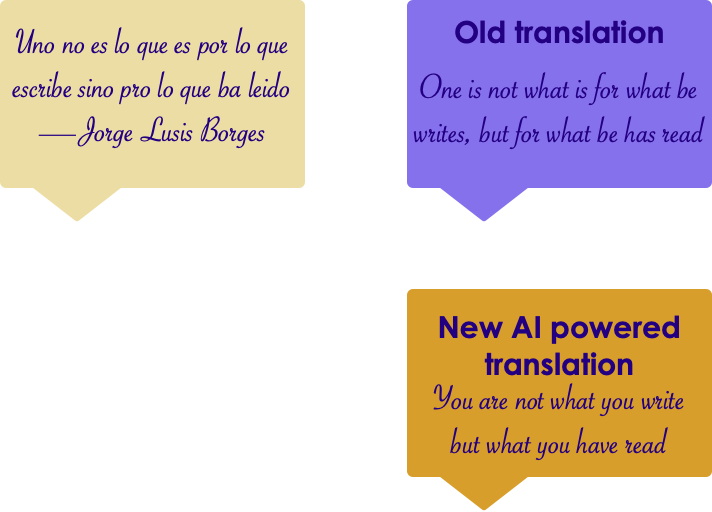 Uno no es lo que es por lo que
escribe sino pro lo que ba leido
—Jorge Lusis Borges
Old translation
One is not what is for what be
writes, but for what be has read
New AI powered
translation
You are not what you write
but what you have read